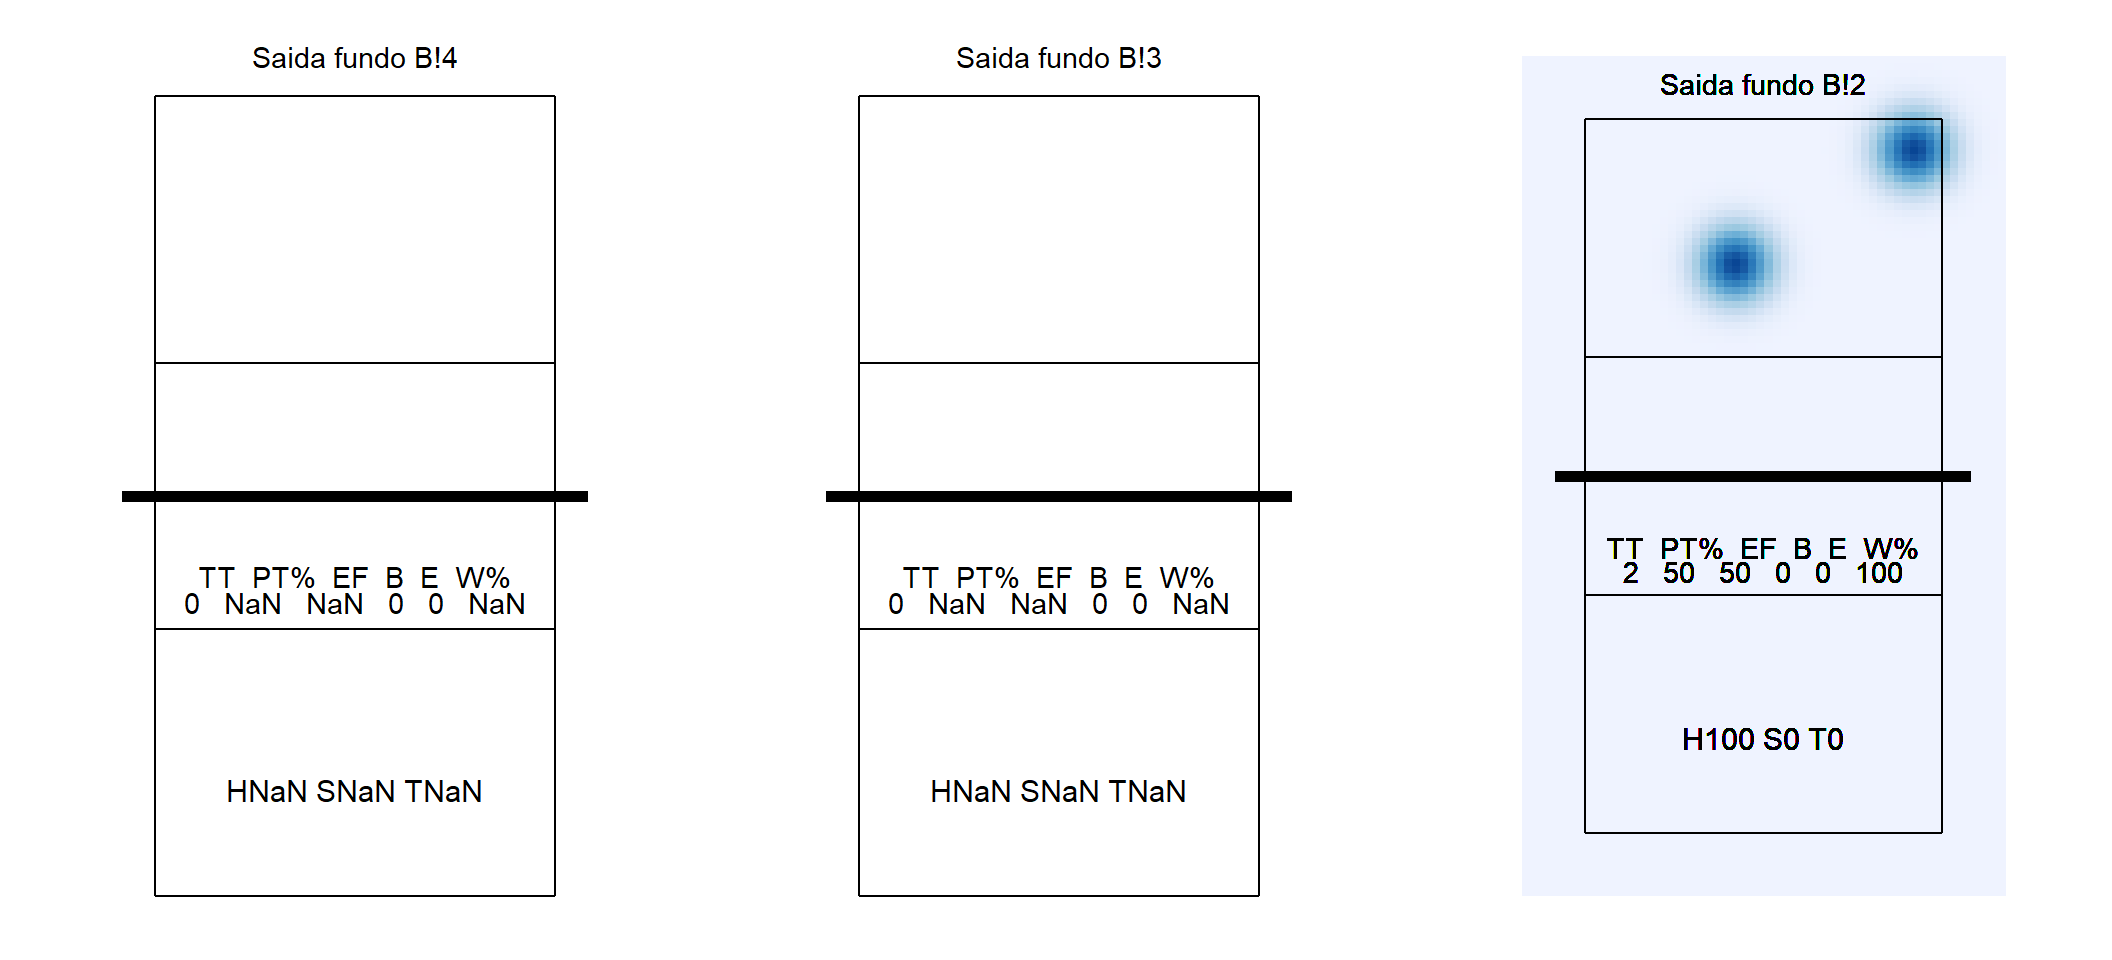 Saida fundo B!4
TT PT% EF B E W%
0 NaN NaN 0 0 NaN
HNaN SNaN TNaN
Saida fundo B!3
TT PT% EF B E W%
0 NaN NaN 0 0 NaN
HNaN SNaN TNaN
Saida fundo B!2
TT PT% EF B E W%
2 50 50 0 0 100
H100 S0 T0